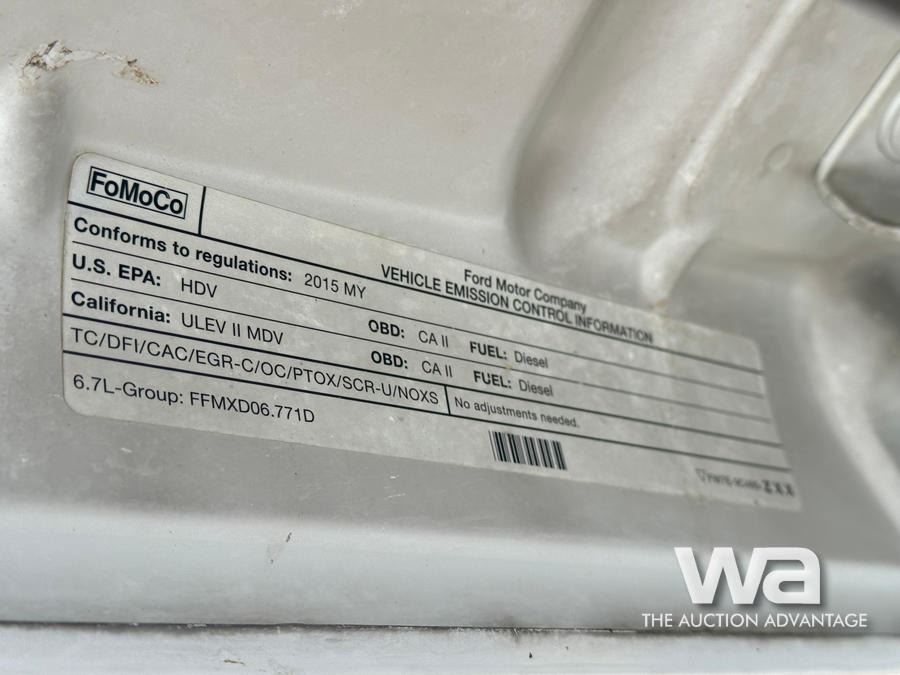 FoMoCo
Ford Motor Company
VEHICLE EMISSION CONTROL INFORMATION
Conforms to regulations: 2015 MY
U.S. EPA: HDV OBD: CA II FUEL: Diesel
California: ULEV II MDV OBD: CA II FUEL: Diesel
TC/DFI/CAC/EGR-C/OC/PTOX/SCR-U/NOXS No adjustments needed.
6.7L-Group: FFMXD06.771D
ZXX
wa
THE AUCTION ADVANTAGE